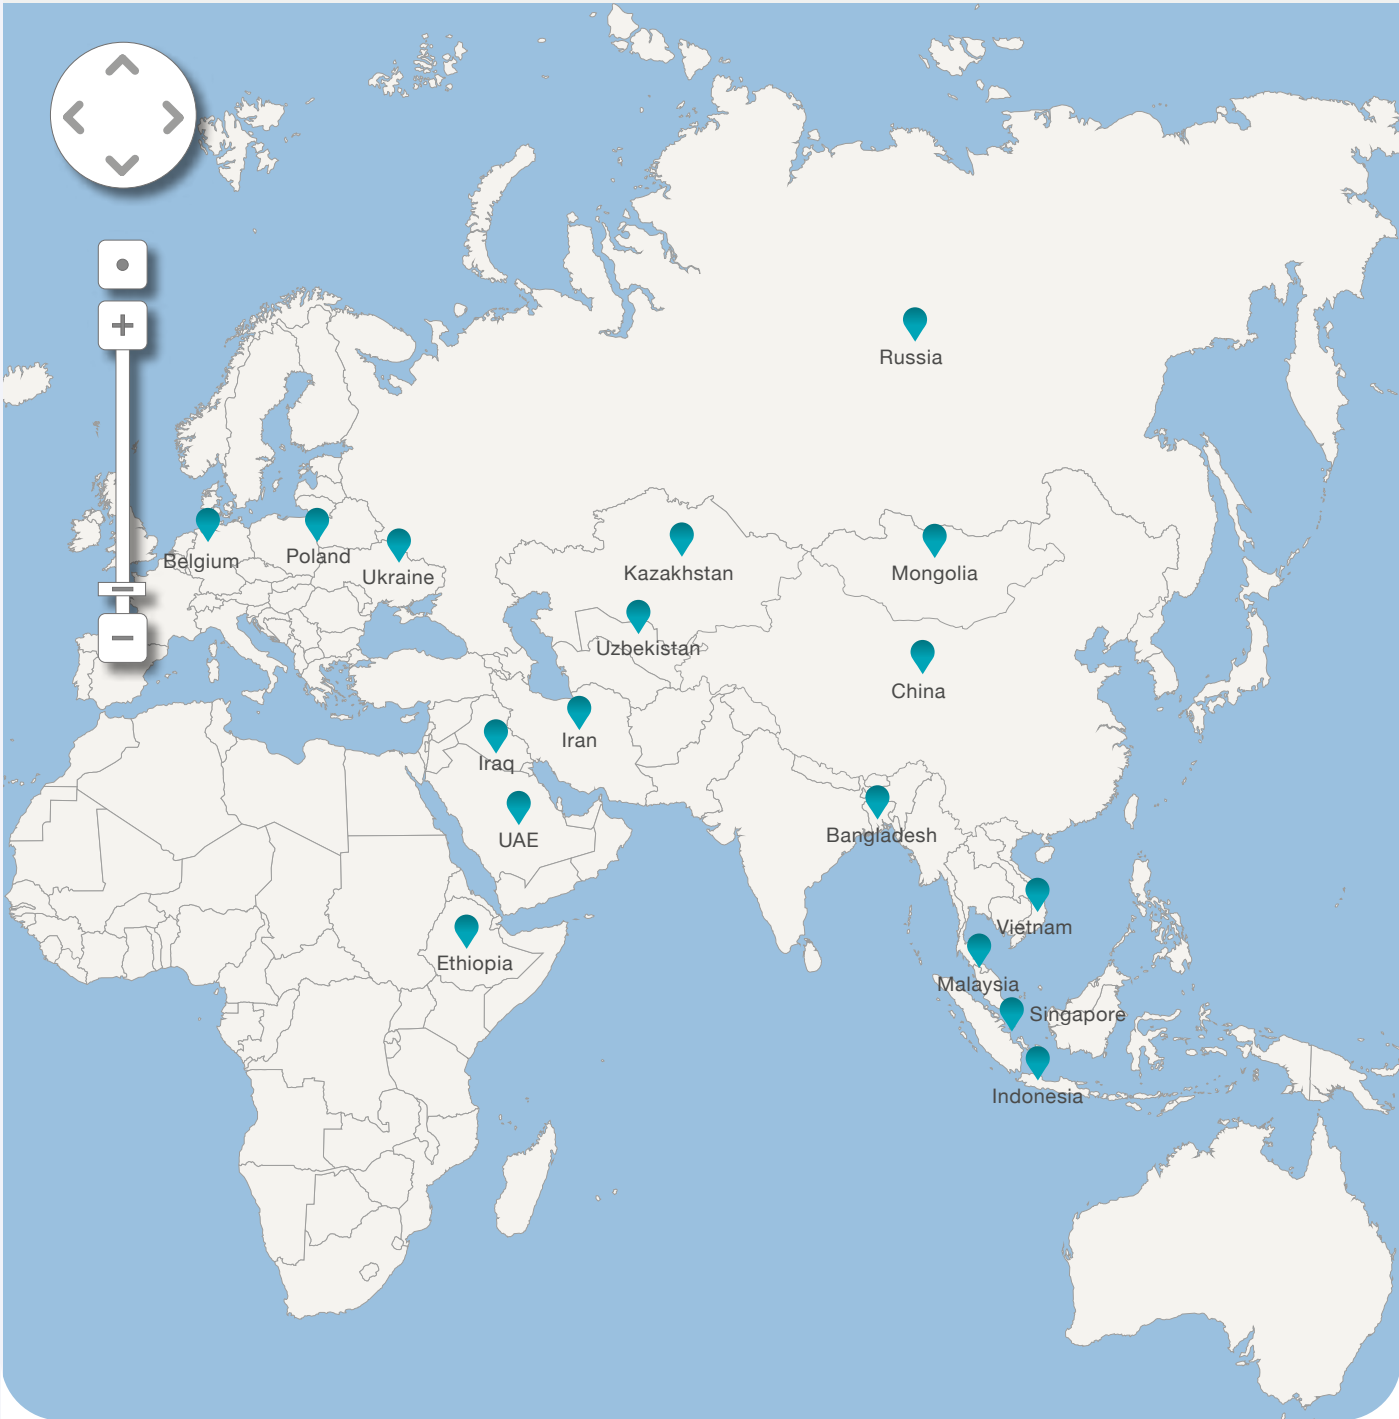 Russia
Belgium
Poland
Ukraine
Kazakhstan
Mongolia
Uzbekistan
China
Iran
Iraq
UAE
Bangladesh
Vietnam
Ethiopia
Malaysia
Singapore
Indonesia